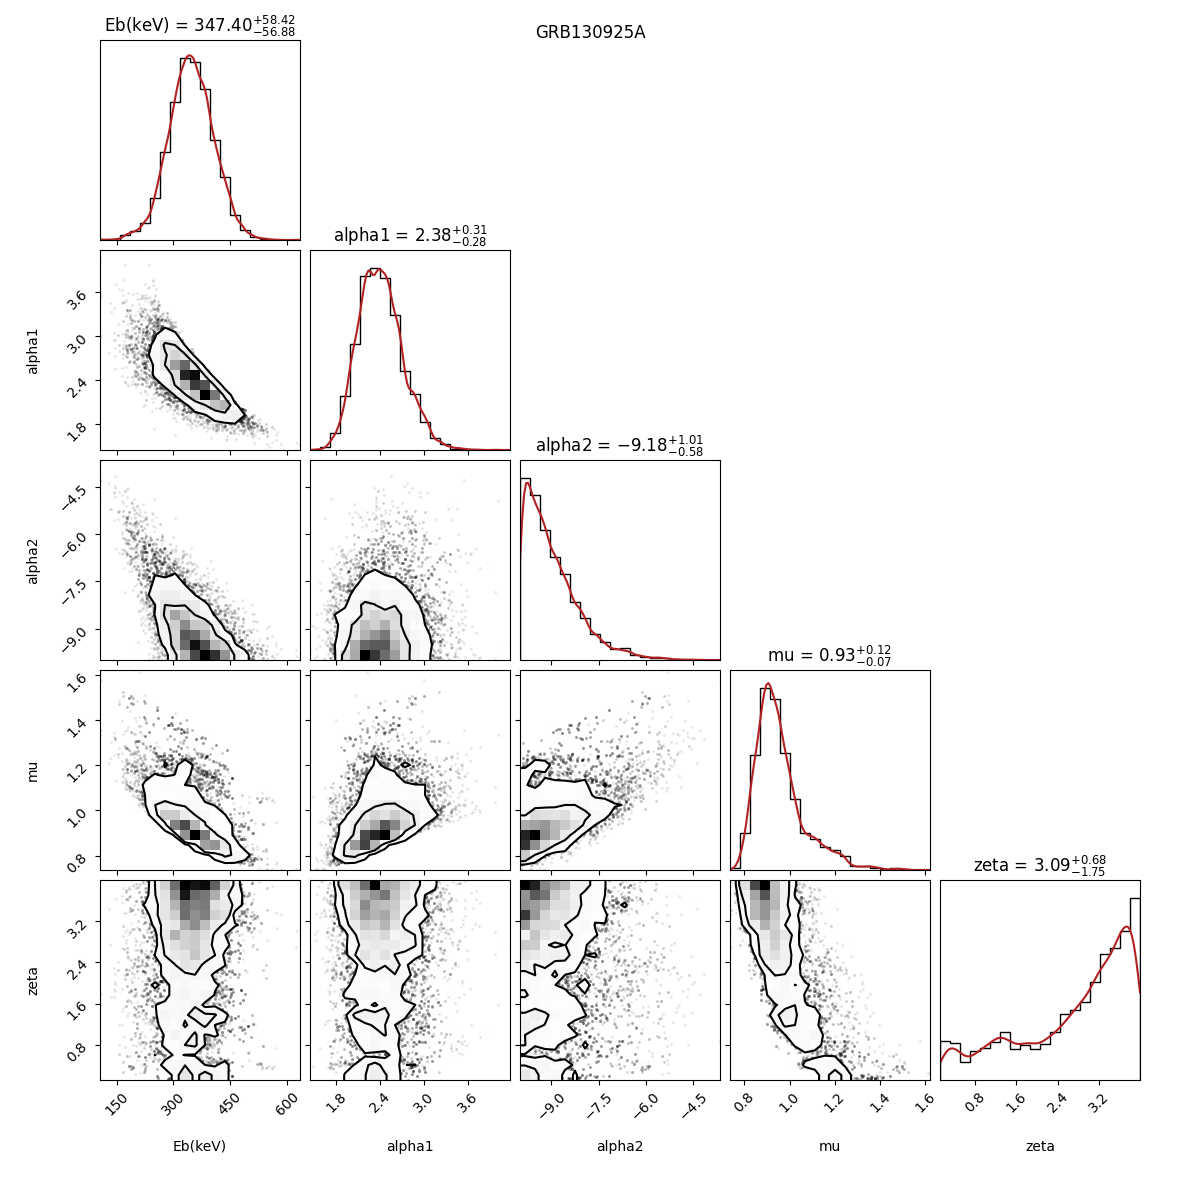 GRB130925A
Eb(keV) = 347.40+58.42−56.88
alpha1 = 2.38+0.31−0.28
alpha2 = −9.18+1.01−0.58
mu = 0.93+0.12−0.07
zeta = 3.09+0.68−1.75
alpha1
3.6
3.0
2.4
1.8
alpha2
−4.5
−6.0
−7.5
−9.0
mu
1.6
1.4
1.2
1.0
0.8
zeta
3.2
2.4
1.6
0.8
150 300 450 600
1.8 2.4 3.0 3.6
−9.0 −7.5 −6.0 −4.5
0.8 1.0 1.2 1.4 1.6
0.8 1.6 2.4 3.2
Eb(keV) alpha1 alpha2 mu zeta